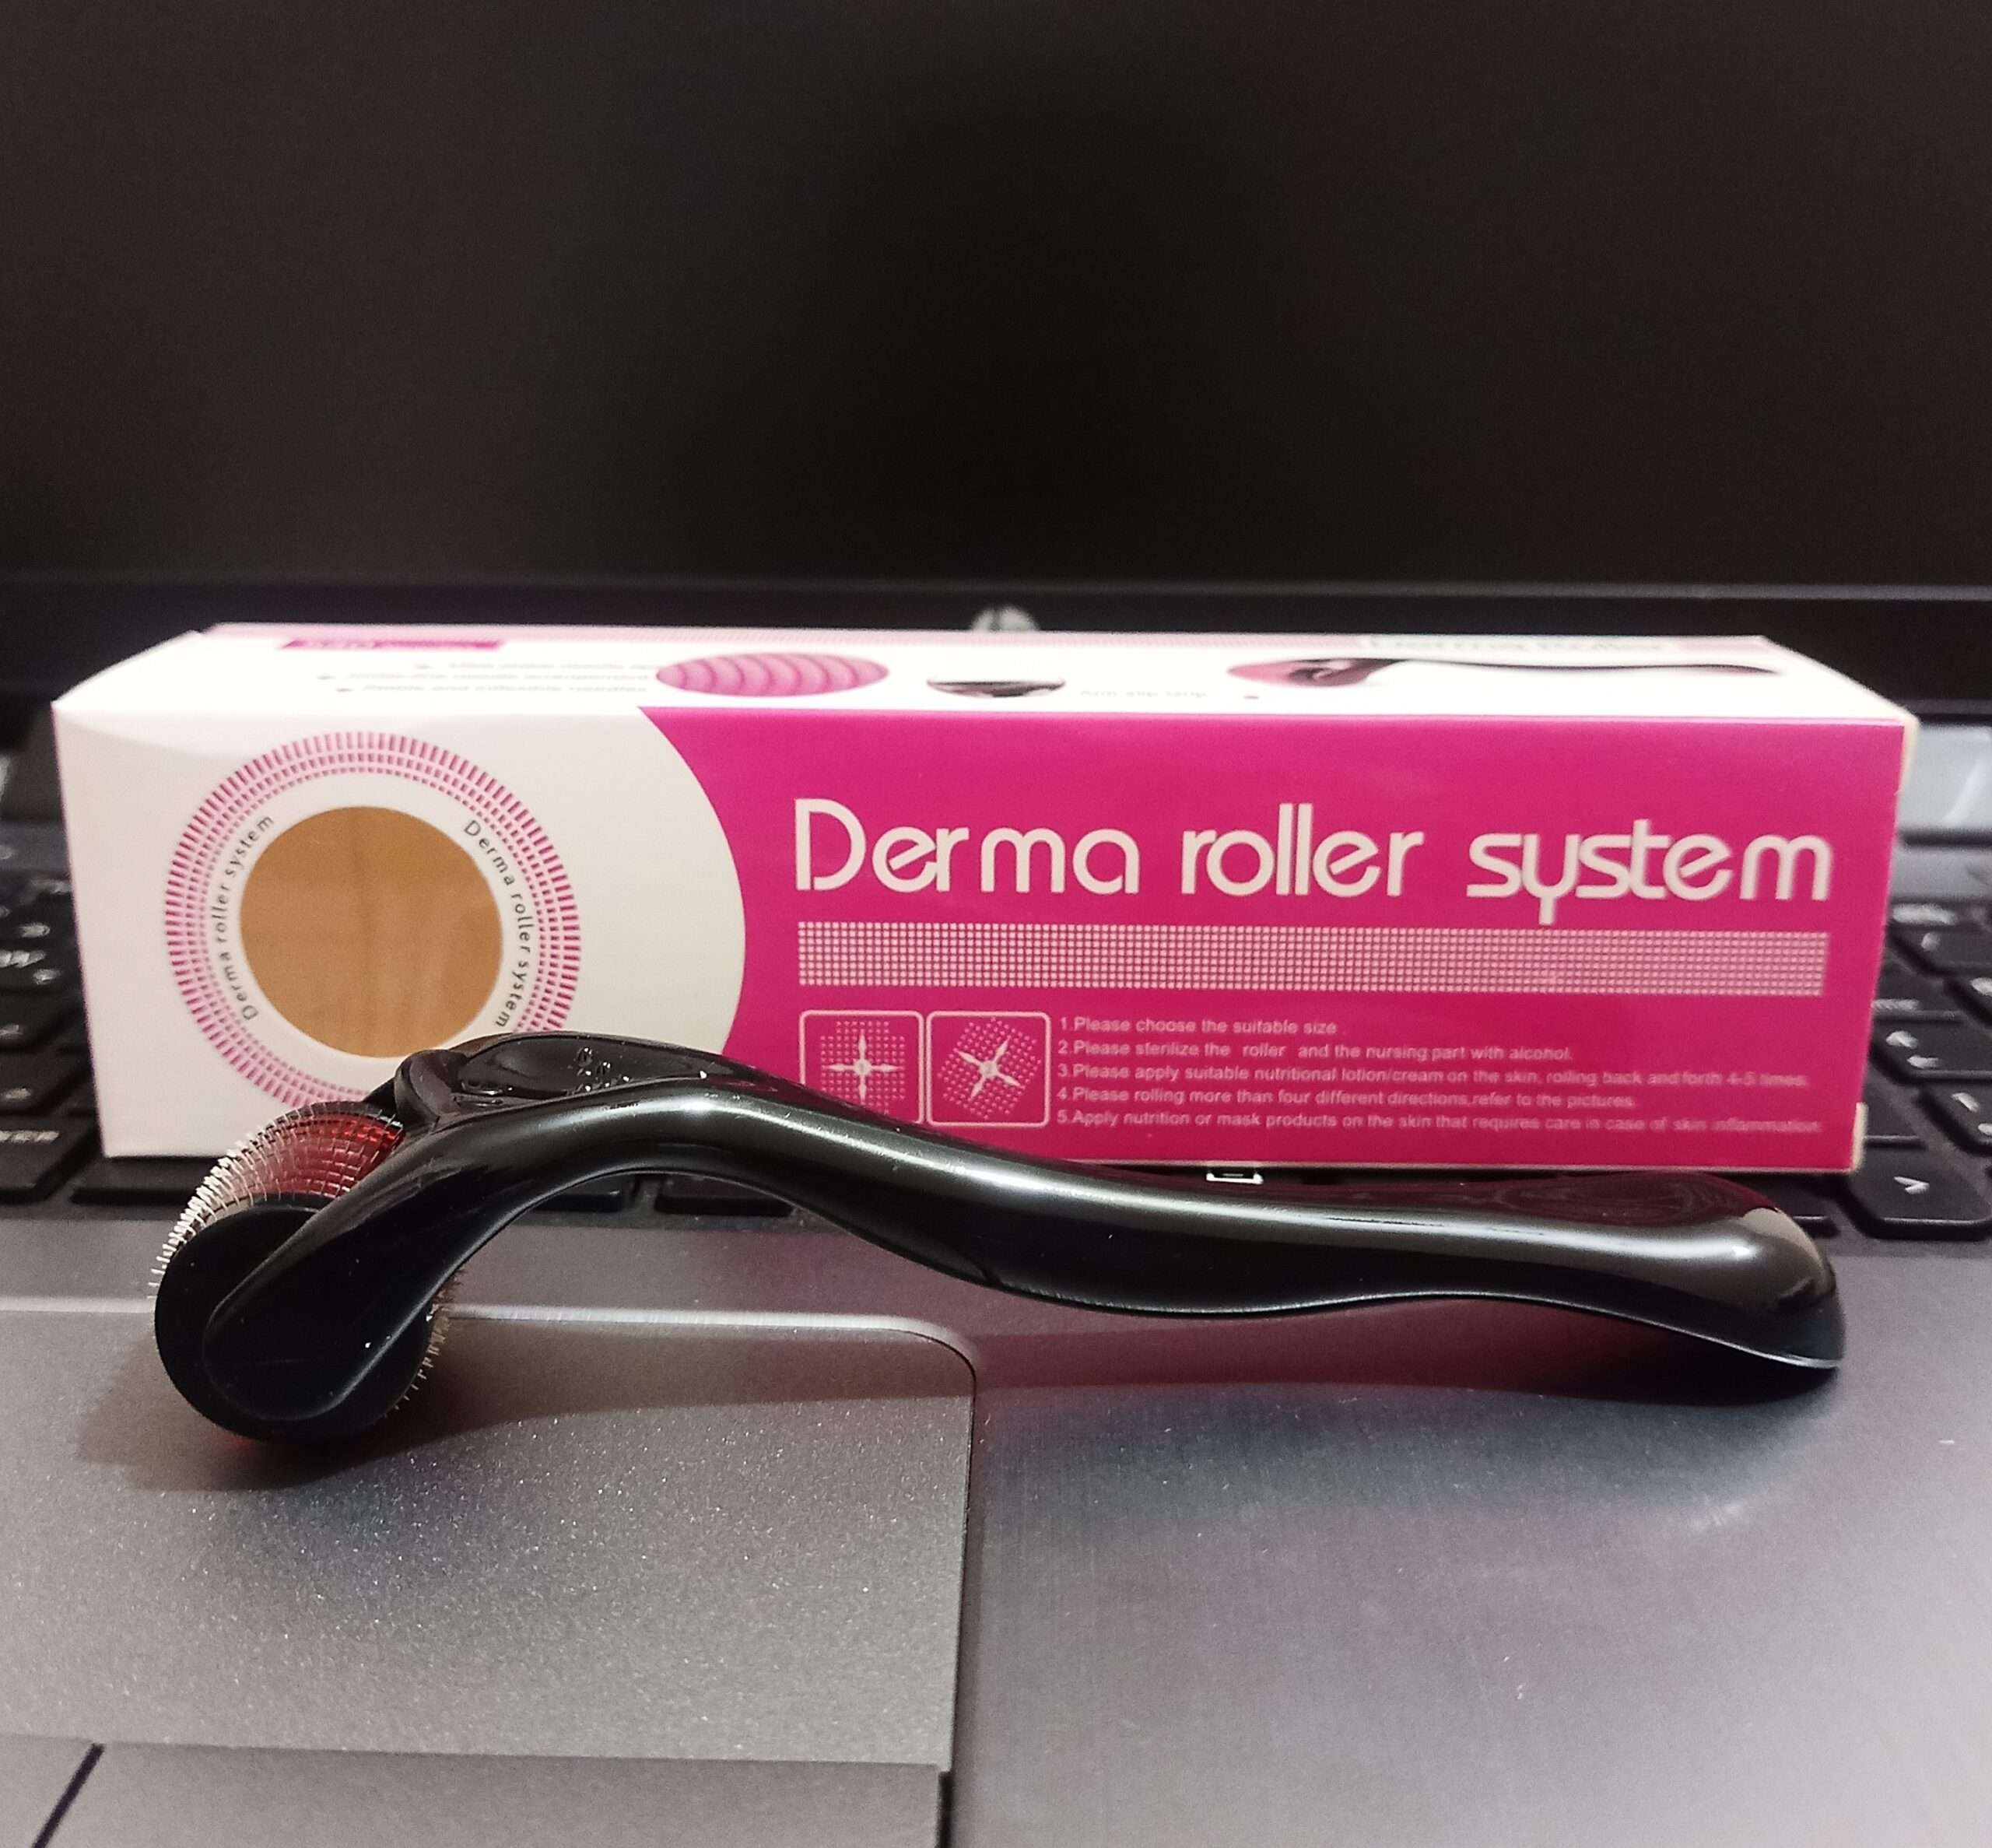 Derma roller system
Derma roller system
Derma roller system
1.Please choose the suitable size .
2.Please sterilize the roller and the nursing part with alcohol.
3.Please apply suitable nutritional lotion/cream on the skin, rolling back and forth 4-5 times.
4.Please rolling more than four different directions,refer to the pictures.
5.Apply nutrition or mask products on the skin that requires care in case of skin inflammation.